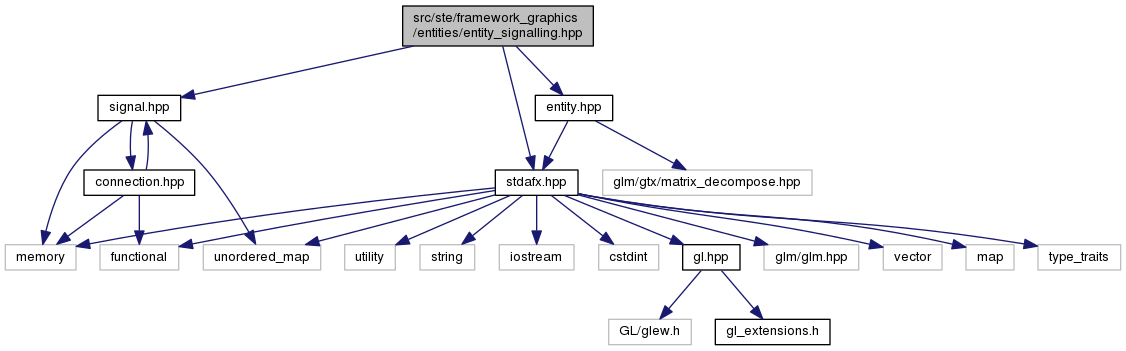 src/ste/framework_graphics
/entities/entity_signalling.hpp
signal.hpp
entity.hpp
connection.hpp
stdafx.hpp
glm/gtx/matrix_decompose.hpp
memory
functional
unordered_map
utility
string
iostream
cstdint
gl.hpp
glm/glm.hpp
vector
map
type_traits
GL/glew.h
gl_extensions.h